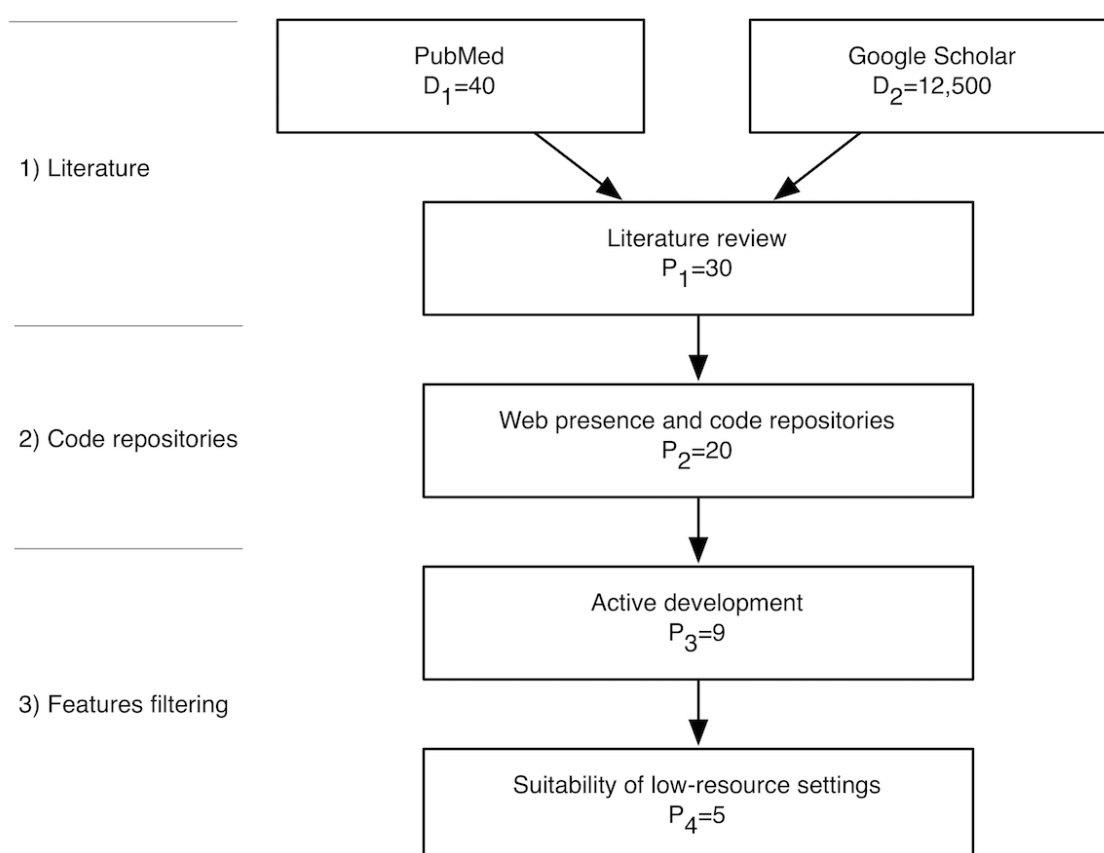 PubMed
D₁=40
Google Scholar
D₂=12,500
1) Literature
Literature review
P₁=30
2) Code repositories
Web presence and code repositories
P₂=20
Active development
P₃=9
3) Features filtering
Suitability of low-resource settings
P₄=5